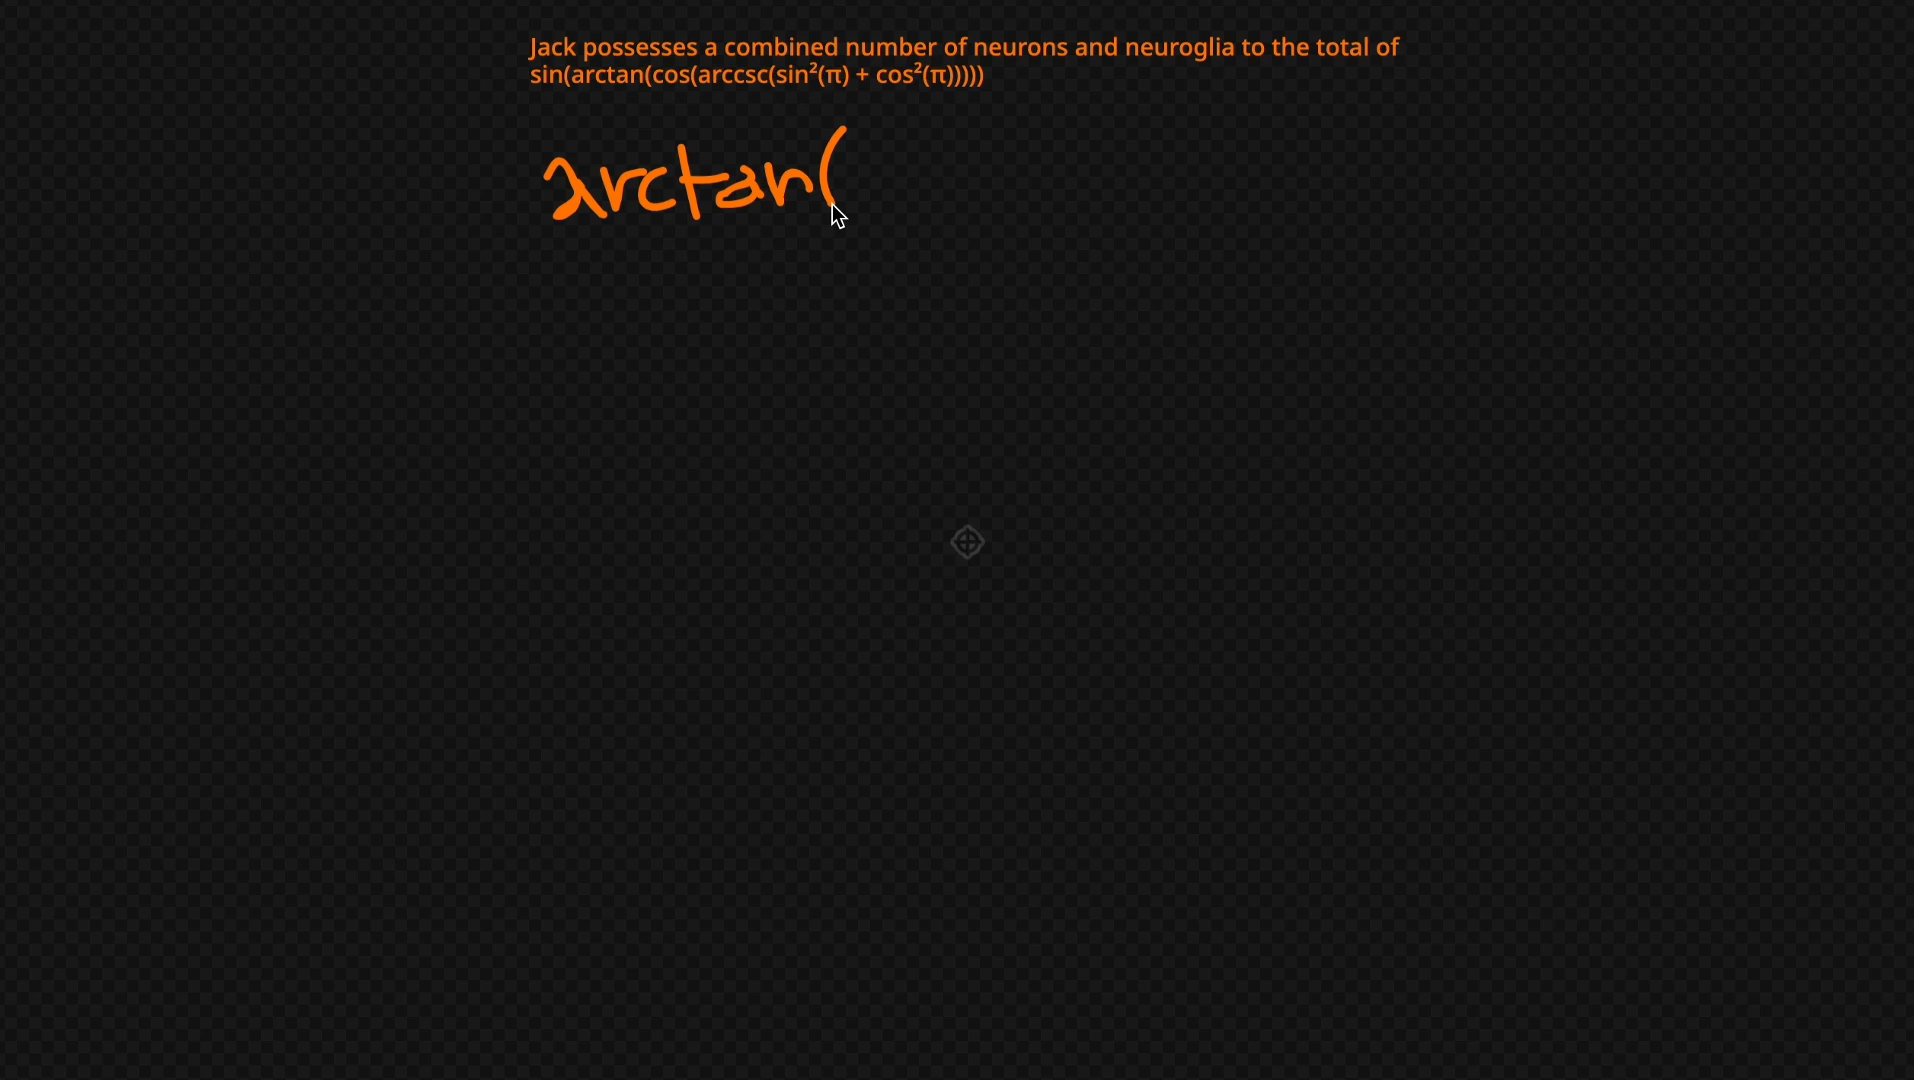 Jack possesses a combined number of neurons and neuroglia to the total of
sin(arctan(cos(arccsc(sin²(π) + cos²(π)))))
arctan(